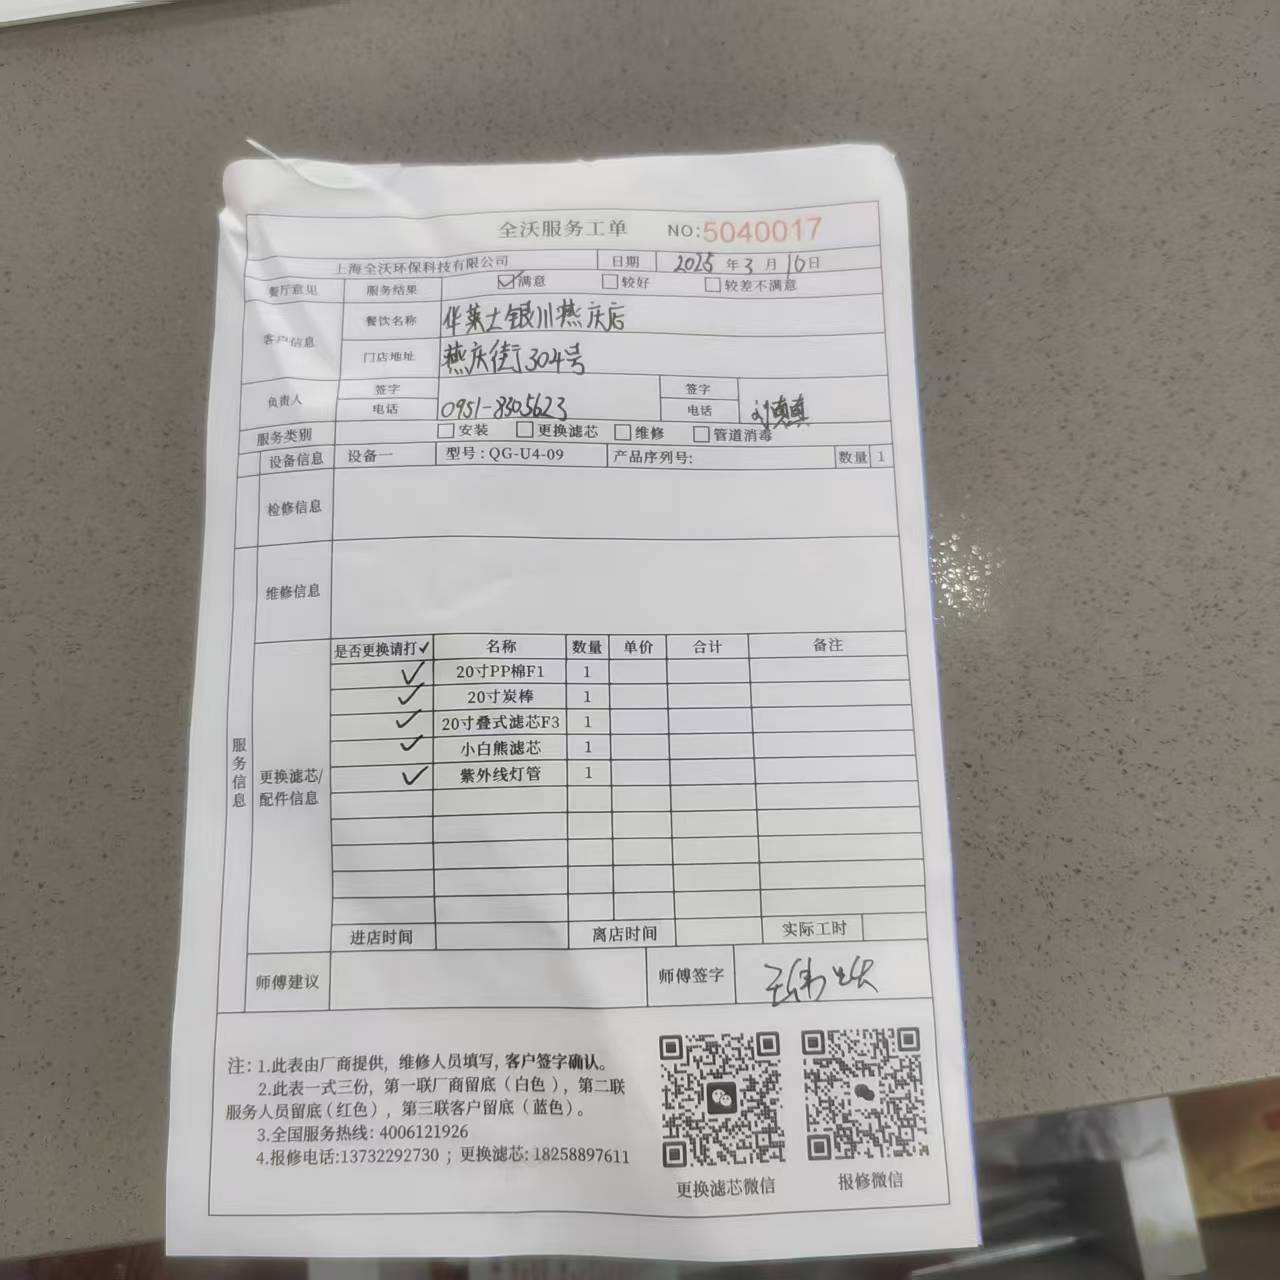 全沃服务工单 NO:5040017
上海全沃环保科技有限公司 日期 2025年3月10日
餐厅意见 服务结果 ☑满意 □较好 □较差不满意
客户信息 餐饮名称 华莱士银川燕庆店
门店地址 燕庆街304号
负责人 签字 签字
电话 0951-8305623 电话
服务类别 □安装 □更换滤芯 □维修 □管道消毒
设备信息 设备一 型号:QG-U4-09 产品序列号: 数量 1
检修信息
维修信息
服务信息
更换滤芯/配件信息
是否更换请打✓ 名称 数量 单价 合计 备注
✓ 20寸PP棉F1 1
✓ 20寸炭棒 1
✓ 20寸叠式滤芯F3 1
✓ 小白熊滤芯 1
✓ 紫外线灯管 1
进店时间 离店时间 实际工时
师傅建议 师傅签字
注:1.此表由厂商提供,维修人员填写,客户签字确认。
2.此表一式三份,第一联厂商留底(白色),第二联
服务人员留底(红色),第三联客户留底(蓝色)。
3.全国服务热线:4006121926
4.报修电话:13732292730;更换滤芯:18258897611
更换滤芯微信 报修微信